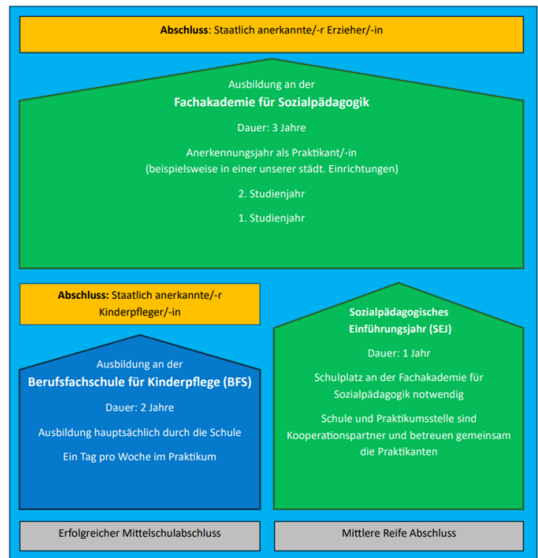 Abschluss: Staatlich anerkannte/-r Erzieher/-in
Ausbildung an der
Fachakademie für Sozialpädagogik
Dauer: 3 Jahre
Anerkennungsjahr als Praktikant/-in
(beispielsweise in einer unserer städt. Einrichtungen)
2. Studienjahr
1. Studienjahr
Abschluss: Staatlich anerkannte/-r
Kinderpfleger/-in
Ausbildung an der
Berufsfachschule für Kinderpflege (BFS)
Dauer: 2 Jahre
Ausbildung hauptsächlich durch die Schule
Ein Tag pro Woche im Praktikum
Sozialpädagogisches
Einführungsjahr (SEJ)
Dauer: 1 Jahr
Schulplatz an der Fachakademie für
Sozialpädagogik notwendig
Schule und Praktikumsstelle sind
Kooperationspartner und betreuen gemeinsam
die Praktikanten
Erfolgreicher Mittelschulabschluss
Mittlere Reife Abschluss